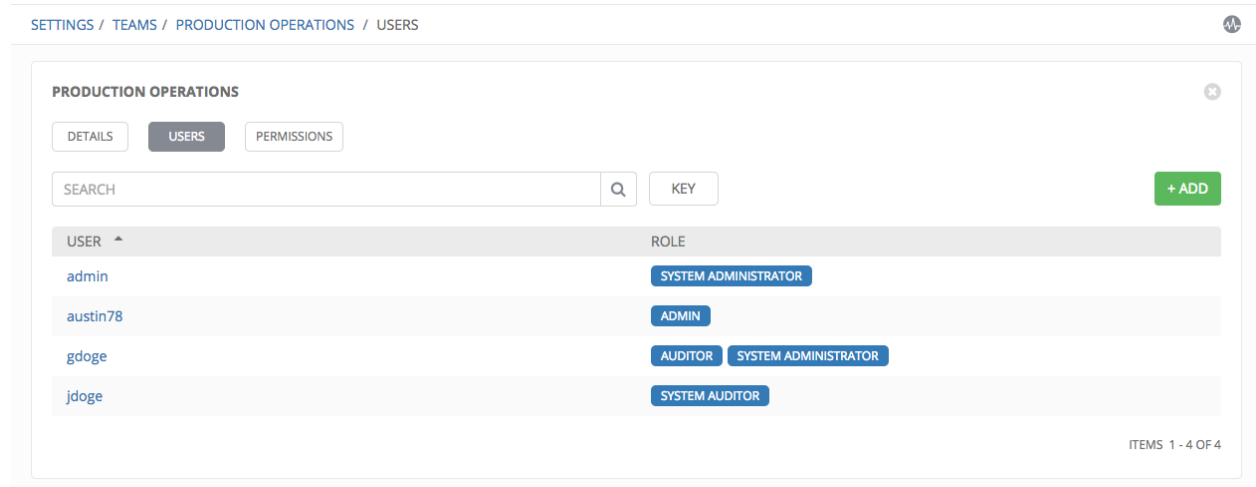 SETTINGS / TEAMS / PRODUCTION OPERATIONS / USERS
PRODUCTION OPERATIONS
DETAILS USERS PERMISSIONS
SEARCH KEY + ADD
USER ROLE
admin SYSTEM ADMINISTRATOR
austin78 ADMIN
gdoge AUDITOR SYSTEM ADMINISTRATOR
jdoge SYSTEM AUDITOR
ITEMS 1 - 4 OF 4